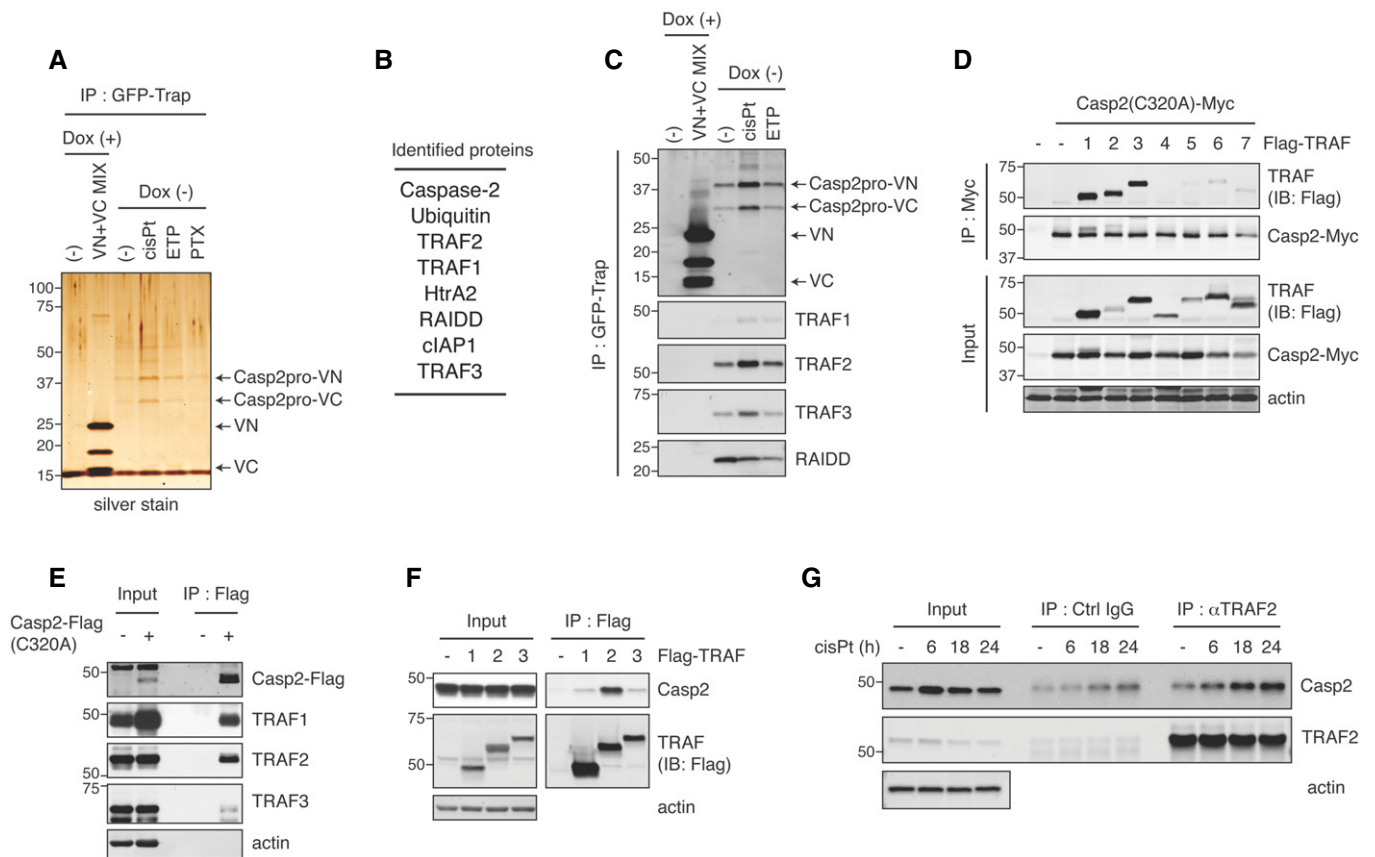 A
IP : GFP-Trap
Dox (+)
Dox (-)
(-)
VN+VC MIX
(-)
cisPt
ETP
PTX
100
75
50
37
25
20
15
←Casp2pro-VN
←Casp2pro-VC
←VN
←VC
silver stain
B
Identified proteins
Caspase-2
Ubiquitin
TRAF2
TRAF1
HtrA2
RAIDD
cIAP1
TRAF3
C
Dox (+)
Dox (-)
(-)
VN+VC MIX
(-)
cisPt
ETP
IP : GFP-Trap
50
37
25
20
15
←Casp2pro-VN
←Casp2pro-VC
←VN
←VC
50
TRAF1
50
TRAF2
75
TRAF3
25
20
RAIDD
D
Casp2(C320A)-Myc
- - 1 2 3 4 5 6 7 Flag-TRAF
IP : Myc
75
50
TRAF
(IB: Flag)
50
37
Casp2-Myc
Input
75
50
TRAF
(IB: Flag)
50
37
Casp2-Myc
actin
E
Input IP : Flag
Casp2-Flag
(C320A)
- + - +
50 Casp2-Flag
50 TRAF1
50 TRAF2
75 TRAF3
actin
F
Input IP : Flag
- 1 2 3 - 1 2 3 Flag-TRAF
50 Casp2
75
50
TRAF
(IB: Flag)
actin
G
Input IP : Ctrl IgG IP : αTRAF2
cisPt (h) - 6 18 24 - 6 18 24 - 6 18 24
50 Casp2
50 TRAF2
actin